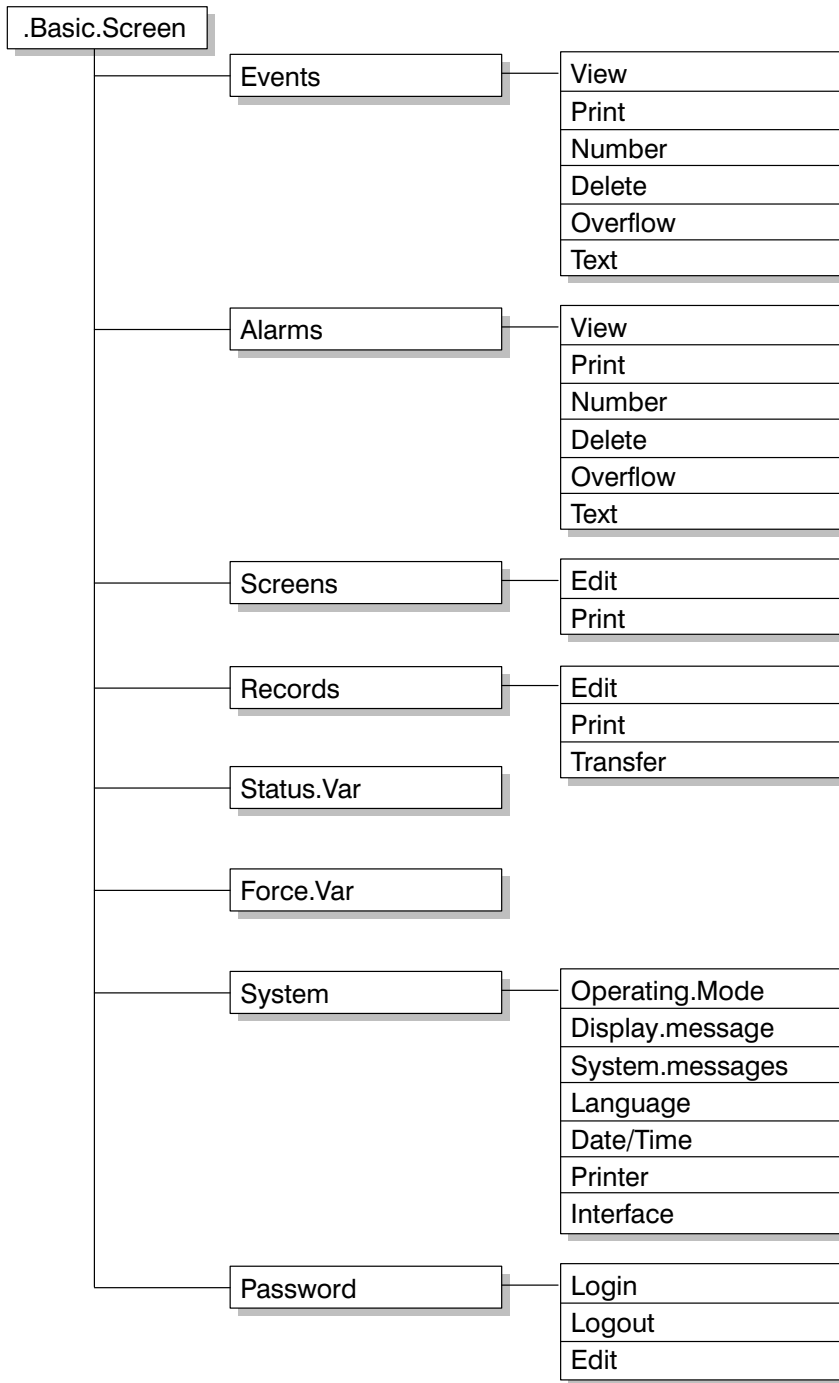 .Basic.Screen
Events
View
Print
Number
Delete
Overflow
Text
Alarms
View
Print
Number
Delete
Overflow
Text
Screens
Edit
Print
Records
Edit
Print
Transfer
Status.Var
Force.Var
System
Operating.Mode
Display.message
System.messages
Language
Date/Time
Printer
Interface
Password
Login
Logout
Edit